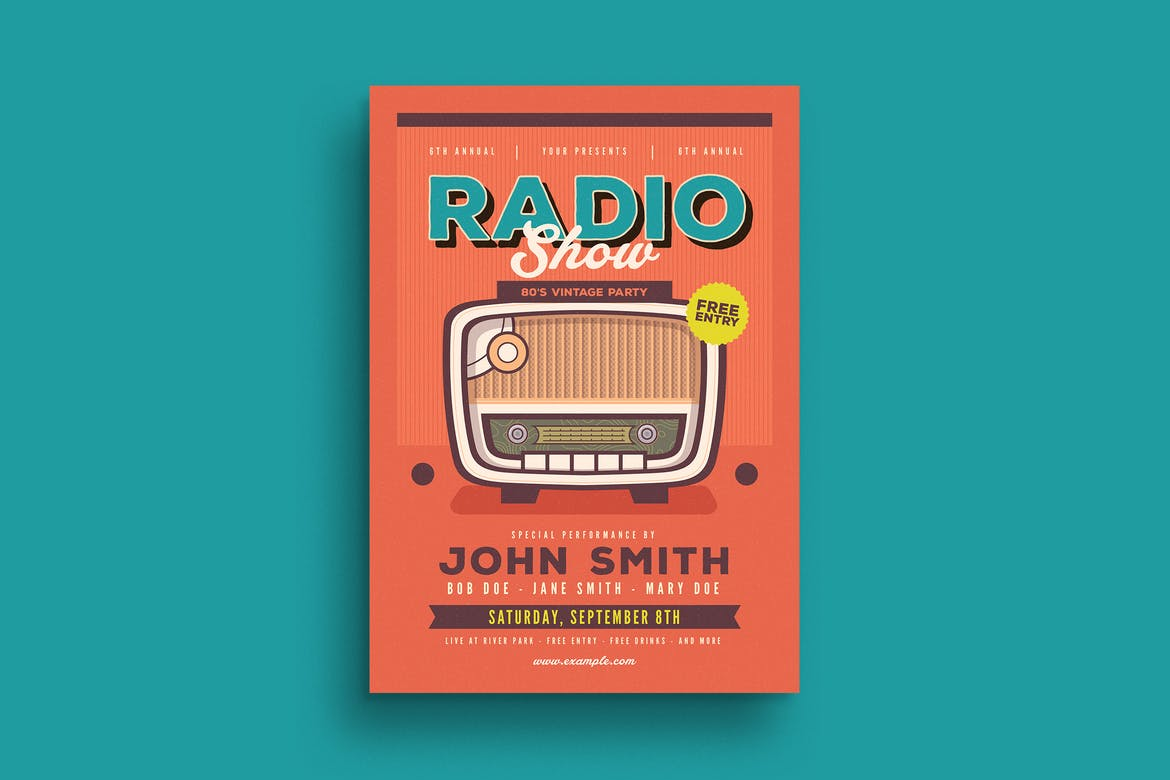 6TH ANNUAL | YOUR PRESENTS | 6TH ANNUAL
RADIO
Show
80'S VINTAGE PARTY
FREE
ENTRY
SPECIAL PERFORMANCE BY
JOHN SMITH
BOB DOE - JANE SMITH - MARY DOE
SATURDAY, SEPTEMBER 8TH
LIVE AT RIVER PARK - FREE ENTRY - FREE DRINKS - AND MORE
www.example.com